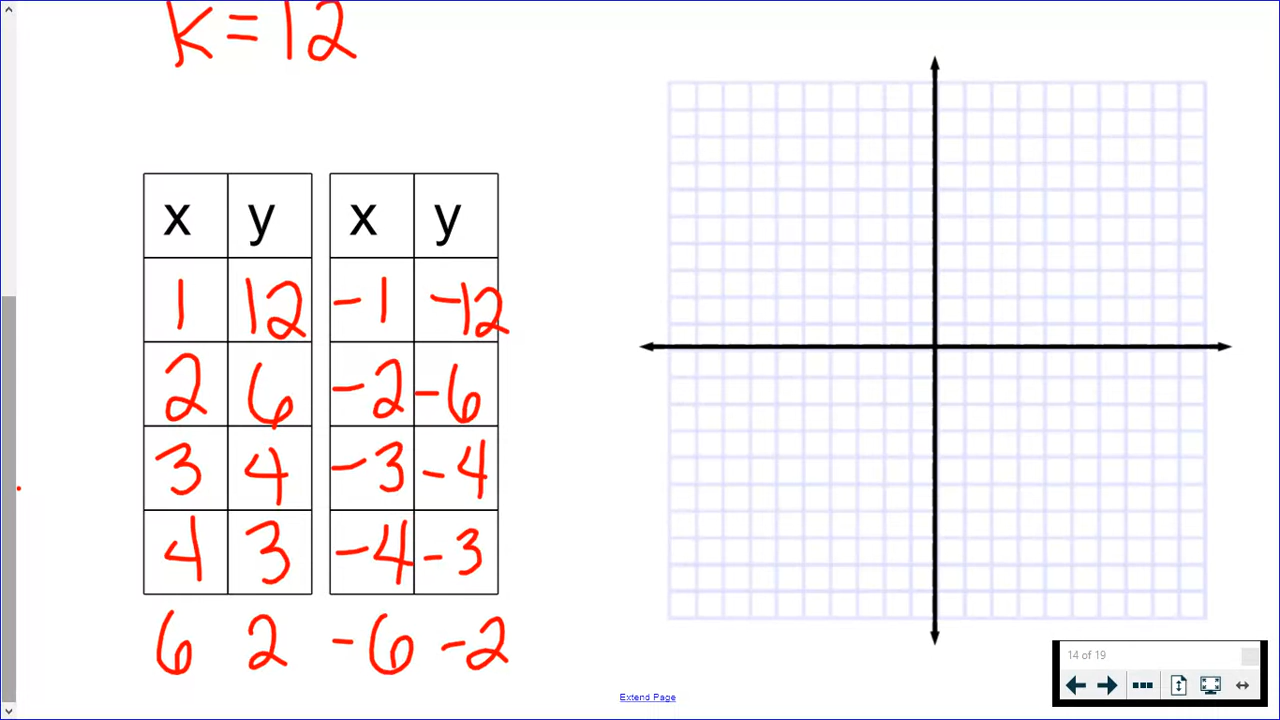 K=12
x y x y
1 12 -1 -12
2 6 -2 -6
3 4 -3 -4
4 3 -4 -3
6 2 -6 -2
14 of 19
Extend Page